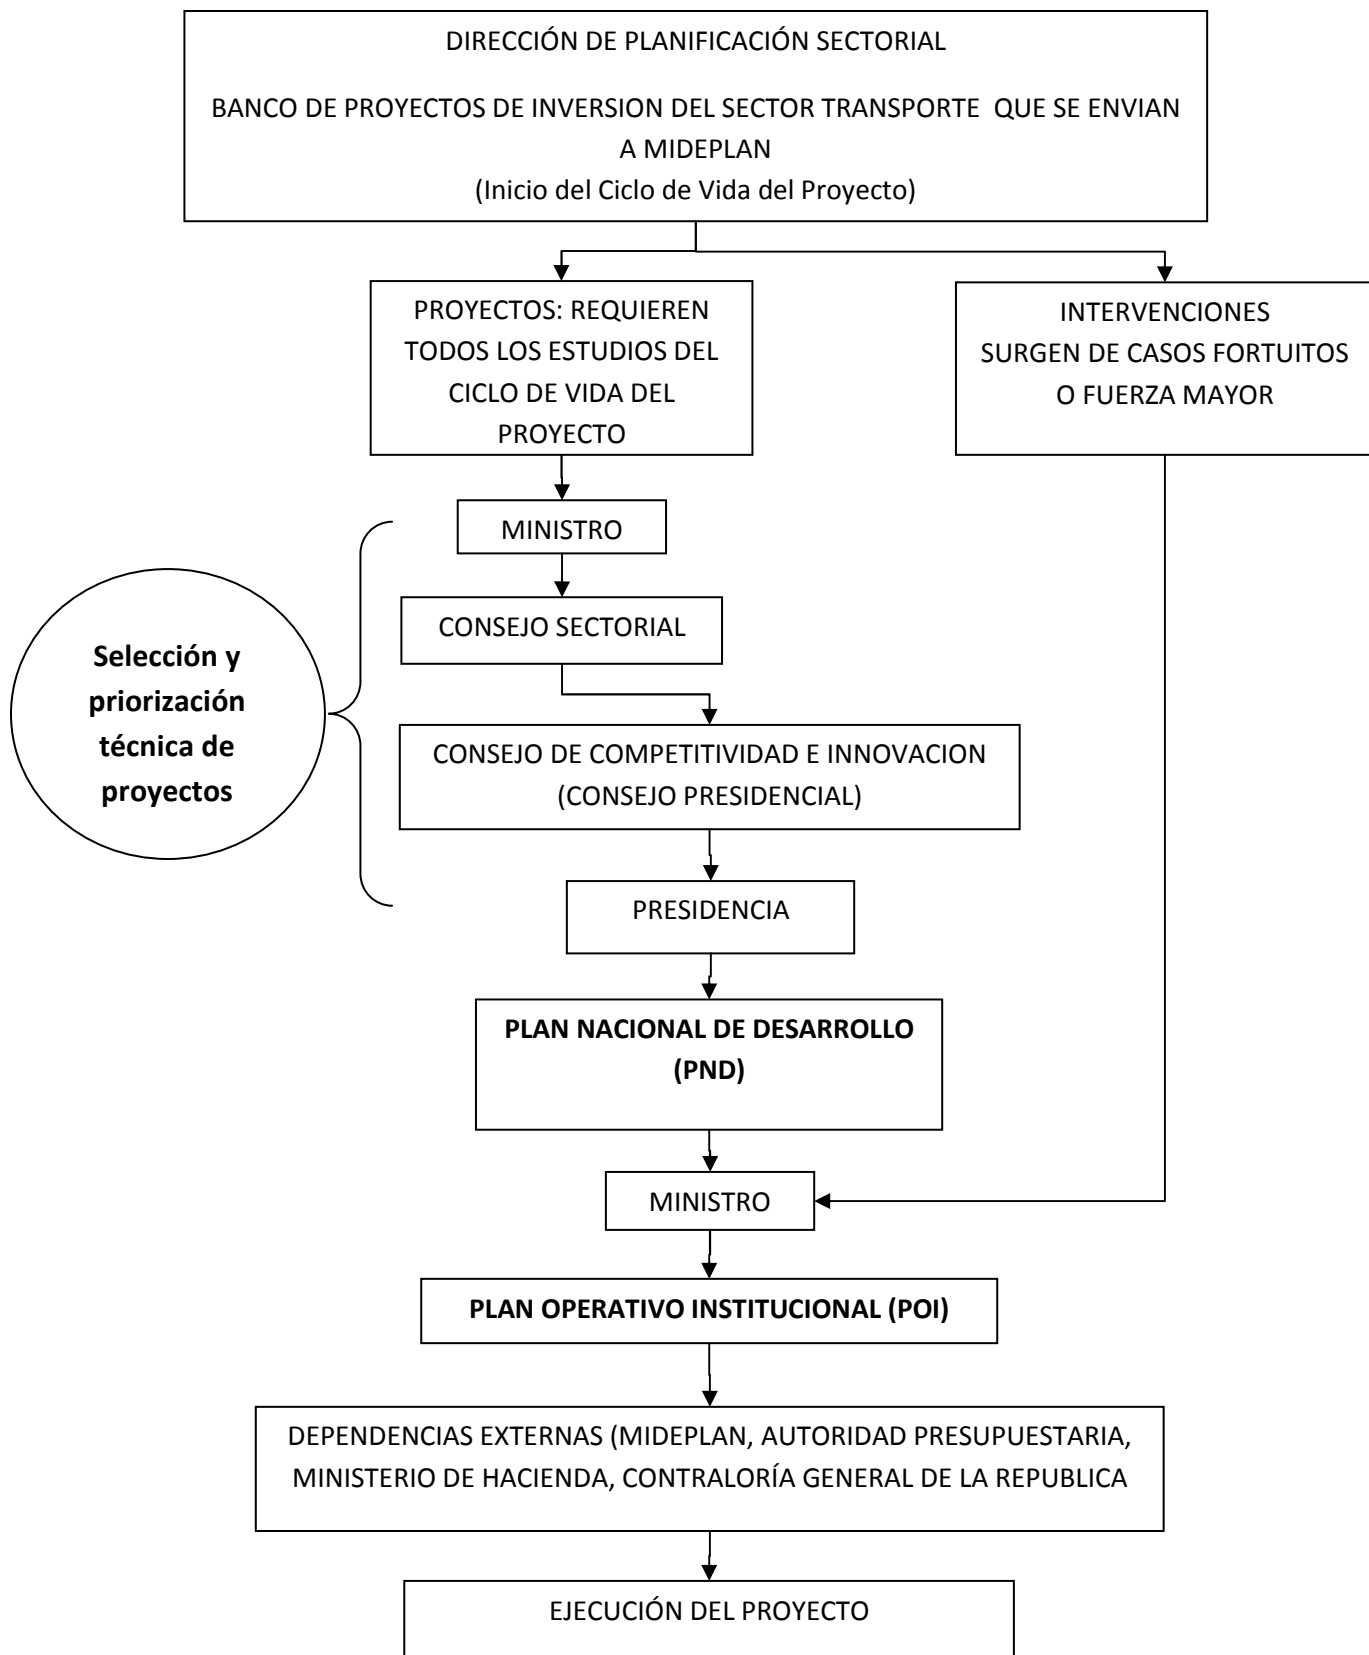 DIRECCIÓN DE PLANIFICACIÓN SECTORIAL
BANCO DE PROYECTOS DE INVERSION DEL SECTOR TRANSPORTE QUE SE ENVIAN
A MIDEPLAN
(Inicio del Ciclo de Vida del Proyecto)
PROYECTOS: REQUIEREN
TODOS LOS ESTUDIOS DEL
CICLO DE VIDA DEL
PROYECTO
INTERVENCIONES
SURGEN DE CASOS FORTUITOS
O FUERZA MAYOR
MINISTRO
CONSEJO SECTORIAL
Selección y
priorización
técnica de
proyectos
CONSEJO DE COMPETITIVIDAD E INNOVACION
(CONSEJO PRESIDENCIAL)
PRESIDENCIA
PLAN NACIONAL DE DESARROLLO
(PND)
MINISTRO
PLAN OPERATIVO INSTITUCIONAL (POI)
DEPENDENCIAS EXTERNAS (MIDEPLAN, AUTORIDAD PRESUPUESTARIA,
MINISTERIO DE HACIENDA, CONTRALORÍA GENERAL DE LA REPUBLICA
EJECUCIÓN DEL PROYECTO